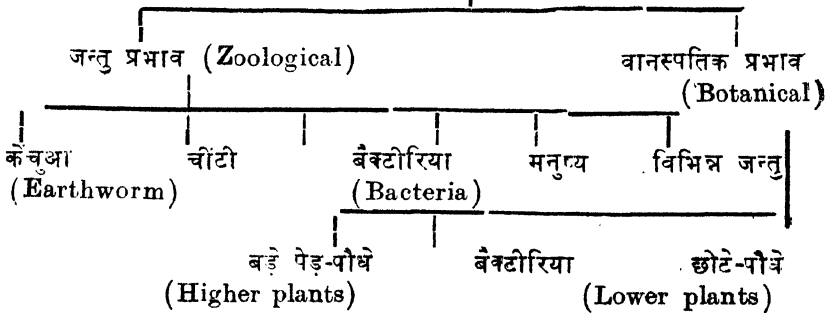 जन्तु प्रभाव (Zoological) वानस्पतिक प्रभाव
(Botanical)
केंचुआ चींटी बैक्टीरिया मनुष्य विभिन्न जन्तु
(Earthworm) (Bacteria)
बड़े पेड़-पौधे बैक्टीरिया छोटे-पौधे
(Higher plants) (Lower plants)